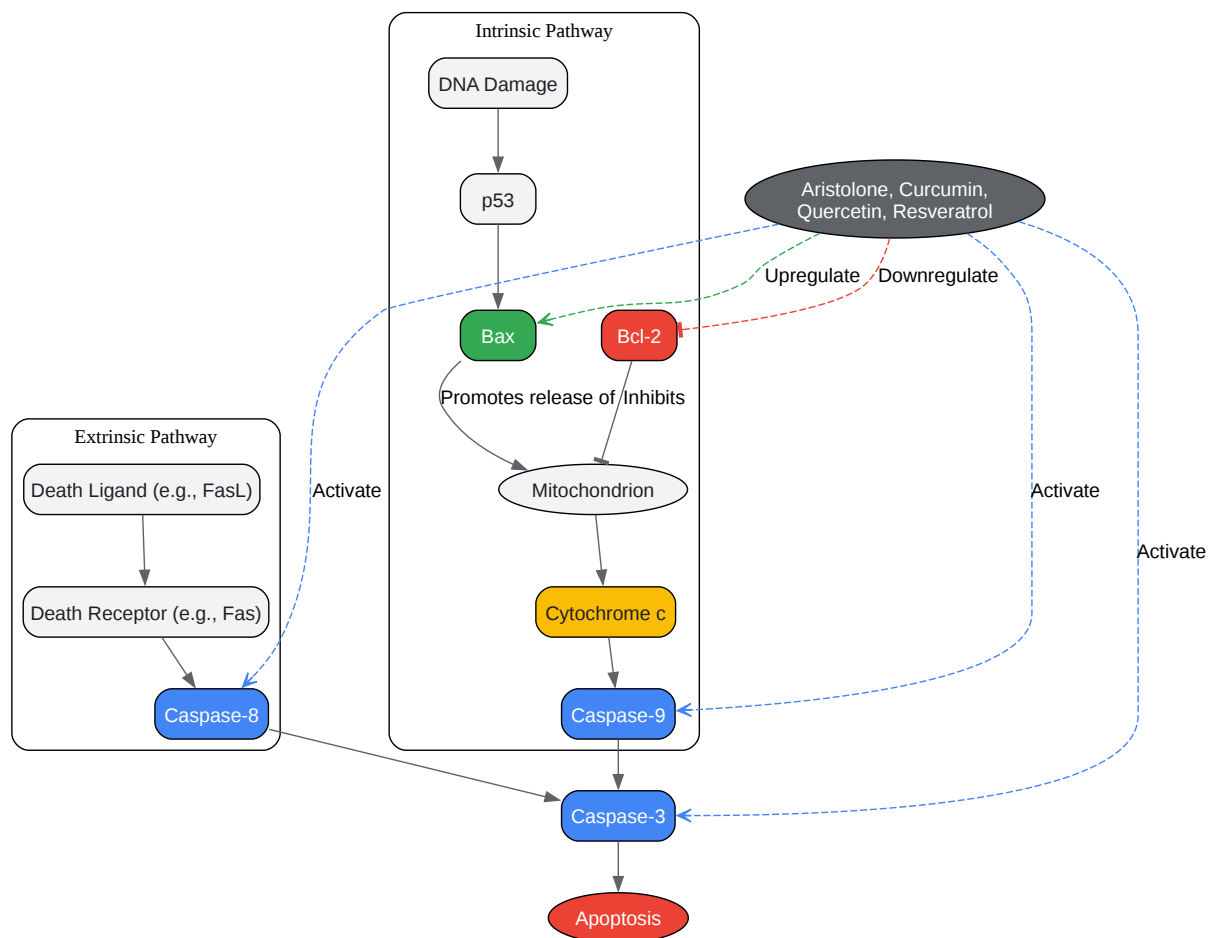 Intrinsic Pathway
DNA Damage
p53
Aristolone, Curcumin,
Quercetin, Resveratrol
Upregulate
Downregulate
Bax
Bcl-2
Promotes release of
Inhibits
Extrinsic Pathway
Death Ligand (e.g., FasL)
Activate
Mitochondrion
Activate
Activate
Death Receptor (e.g., Fas)
Cytochrome c
Caspase-8
Caspase-9
Caspase-3
Apoptosis